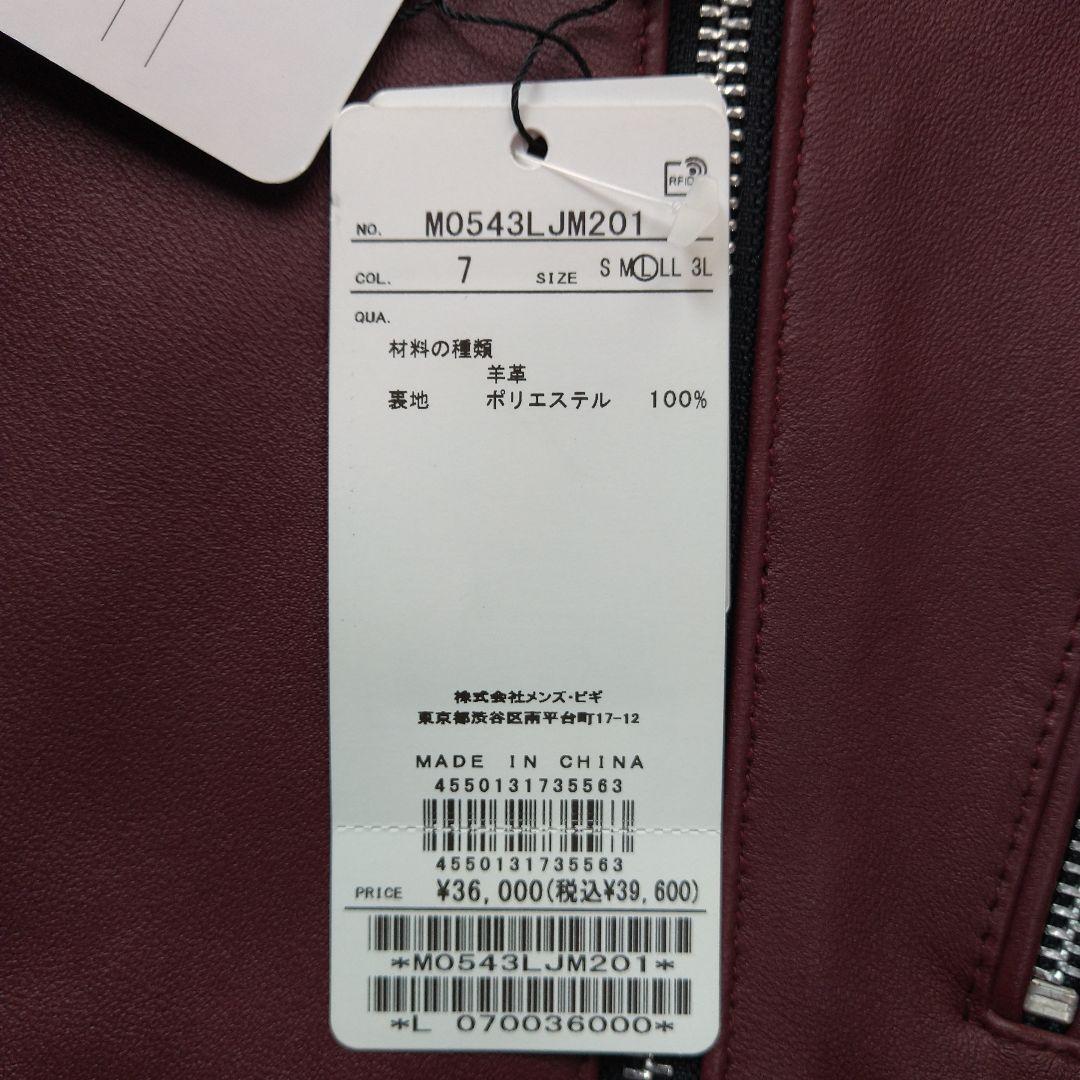 RFID
NO. M0543LJM201
COL. 7 SIZE S M L LL 3L
QUA.
材料の種類
羊革
裏地 ポリエステル 100%
株式会社メンズ・ビギ
東京都渋谷区南平台町17-12
MADE IN CHINA
4550131735563
4550131735563
PRICE ¥36,000(税込¥39,600)
*M0543LJM201*
*L 070036000*